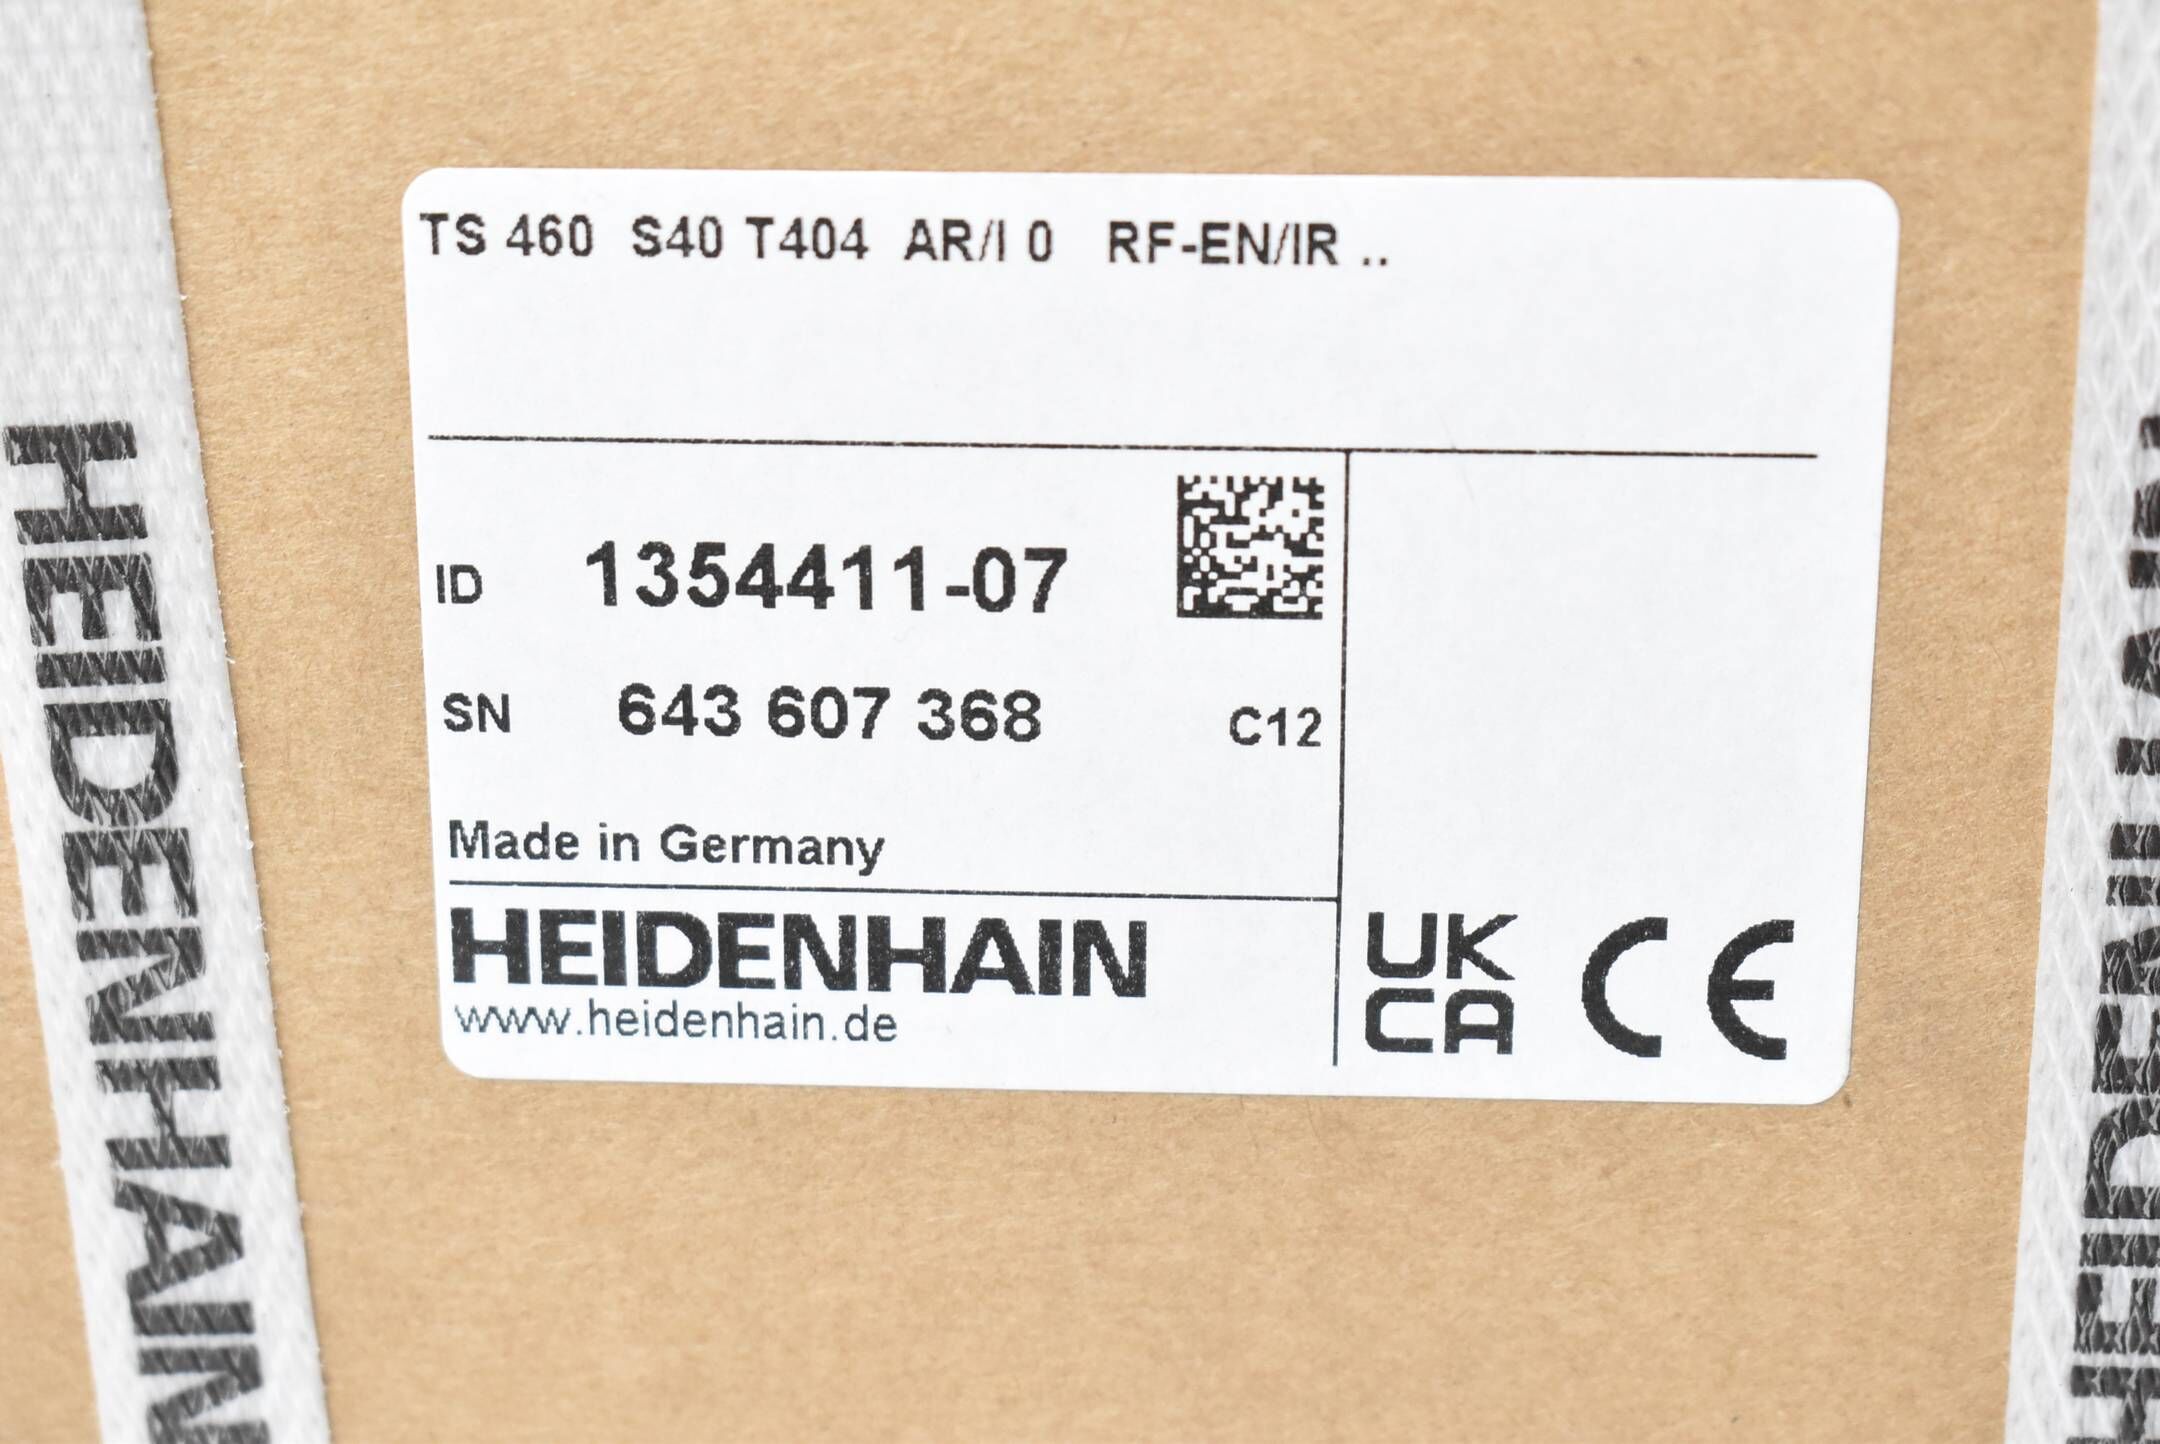 TS 460 S40 T404 AR/I 0 RF-EN/IR ..
ID 1354411-07
SN 643 607 368 C12
Made in Germany
HEIDENHAIN
www.heidenhain.de
UK
CA CE
HEIDENHAIN
HEIDENHAIN